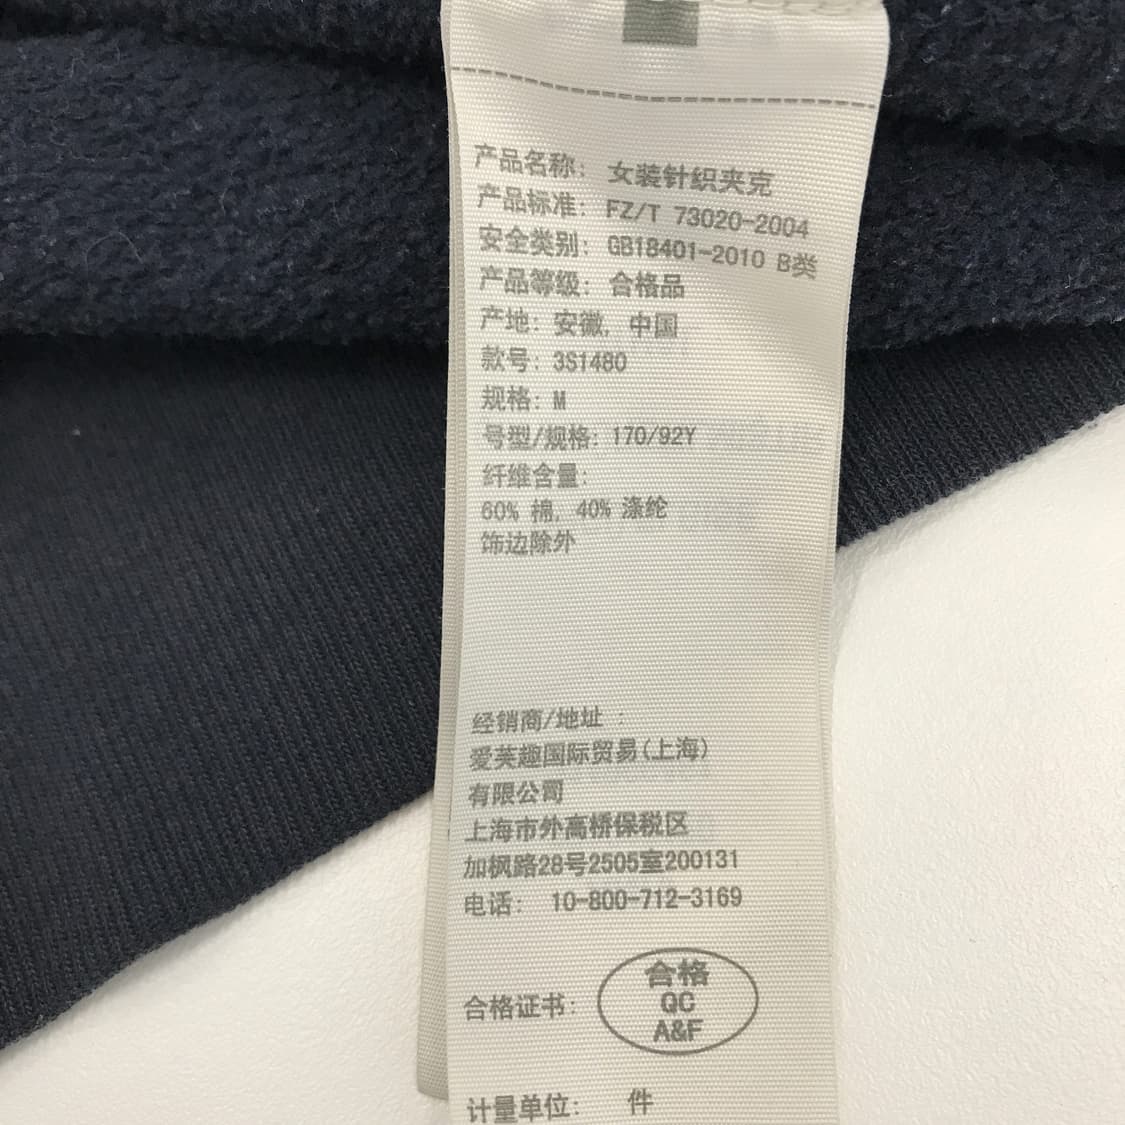 产品名称: 女装针织夹克
产品标准: FZ/T 73020-2004
安全类别: GB18401-2010 B类
产品等级: 合格品
产地: 安徽, 中国
款号: 3S1480
规格: M
号型/规格: 170/92Y
纤维含量:
60% 棉, 40% 涤纶
饰边除外
经销商/地址 :
爱芙趣国际贸易(上海)
有限公司
上海市外高桥保税区
加枫路28号2505室200131
电话: 10-800-712-3169
合格证书:
合格
QC
A&F
计量单位: 件